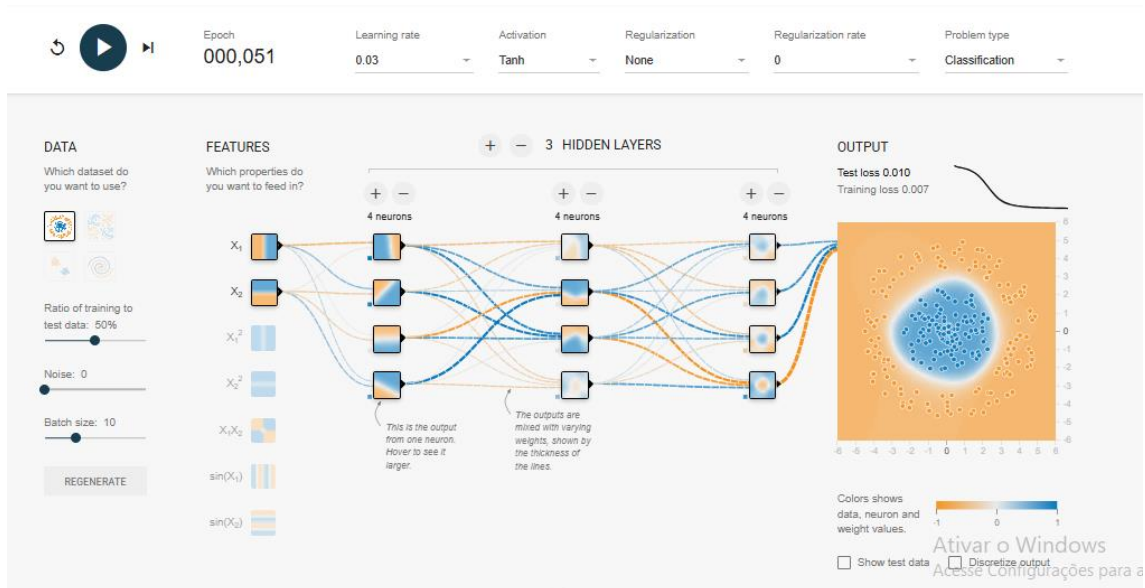 Epoch
000,051
Learning rate
0.03
Activation
Tanh
Regularization
None
Regularization rate
0
Problem type
Classification
DATA
Which dataset do
you want to use?
Ratio of training to
test data: 50%
Noise: 0
Batch size: 10
REGENERATE
FEATURES
Which properties do
you want to feed in?
X₁
X₂
X₁²
X₂²
X₁X₂
sin(X₁)
sin(X₂)
+ − 3 HIDDEN LAYERS
+ −
4 neurons
+ −
4 neurons
+ −
4 neurons
This is the output
from one neuron.
Hover to see it
larger.
The outputs are
mixed with varying
weights, shown by
the thickness of
the lines.
OUTPUT
Test loss 0.010
Training loss 0.007
6
5
4
3
2
1
0
-1
-2
-3
-4
-5
-6
-6 -5 -4 -3 -2 -1 0 1 2 3 4 5 6
Colors shows
data, neuron and
weight values.
-1 0 1
Show test data
Discretize output
Ativar o Windows
Acesse Configurações para a